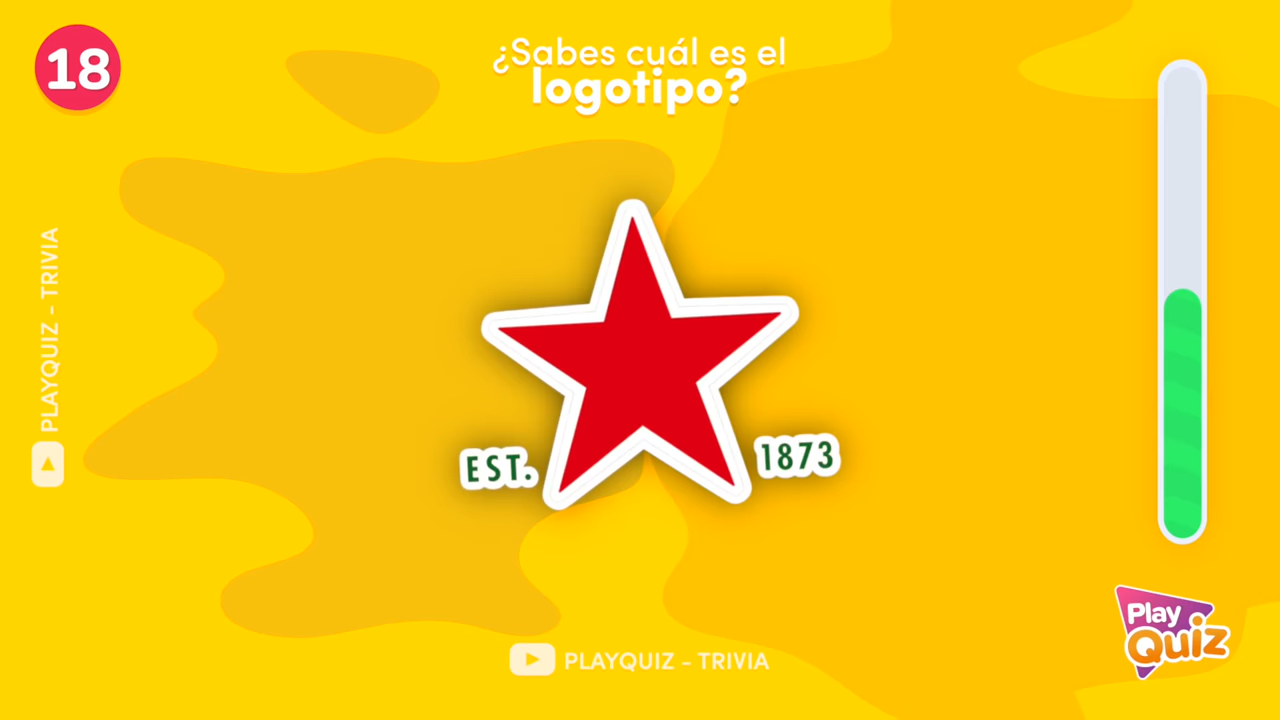 18
¿Sabes cuál es el
logotipo?
PLAYQUIZ - TRIVIA
EST.
1873
PLAYQUIZ - TRIVIA
Play
Quiz